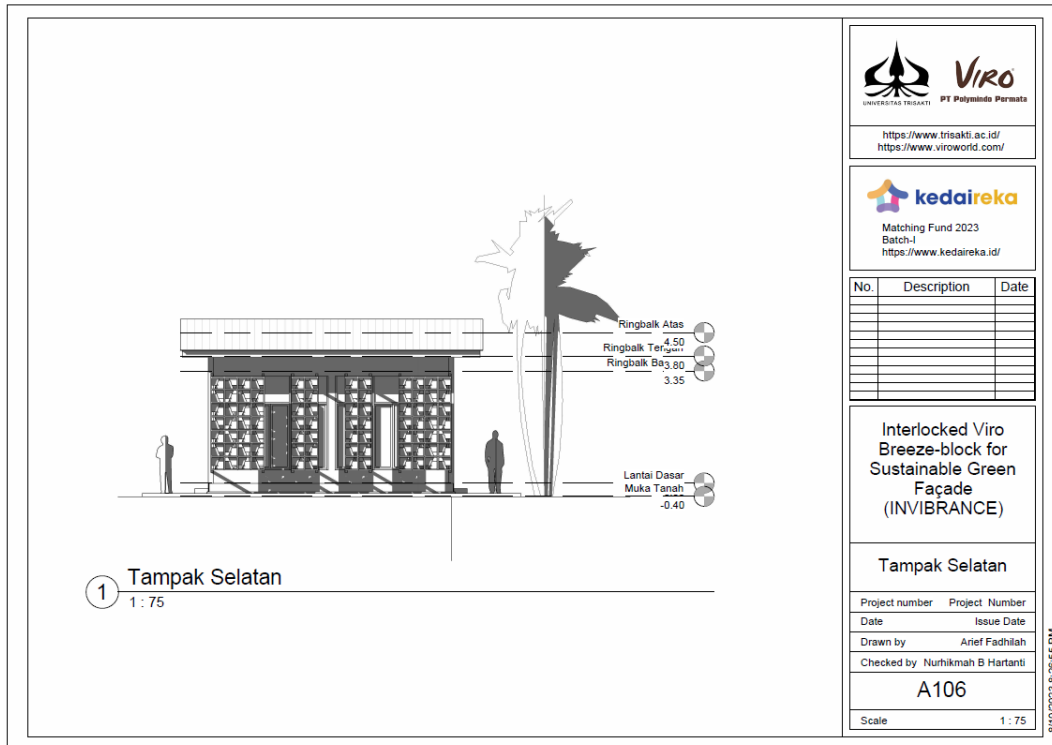 UNIVERSITAS TRISAKTI
VIRO
PT Polymindo Permata
https://www.trisakti.ac.id/
https://www.viroworld.com/
kedaireka
Matching Fund 2023
Batch-I
https://www.kedaireka.id/
No. Description Date
Interlocked Viro
Breeze-block for
Sustainable Green
Façade
(INVIBRANCE)
Tampak Selatan
Project number Project Number
Date Issue Date
Drawn by Arief Fadhilah
Checked by Nurhikmah B Hartanti
A106
Scale 1 : 75
Ringbalk Atas
4.50
Ringbalk
3.80
Ringbalk
3.35
Lantai Dasar
Muka Tanah
-0.40
1 Tampak Selatan
1 : 75